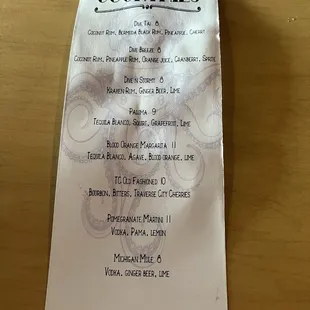 COCKTAILS
Dive Tai 8
Coconut Rum, Bermuda Black Rum, Pineapple, Cherry
Dive Breeze 8
Coconut Rum, Pineapple Rum, Orange Juice, Cranberry, Sprite
Dive'n Stormy 8
Kraken Rum, Ginger Beer, Lime
Paloma 9
Tequila Blanco, Squirt, Grapefruit, Lime
Blood Orange Margarita 11
Tequila Blanco, Agave, Blood orange, lime
TC Old Fashioned 10
Bourbon, Bitters, Traverse City Cherries
Pomegranate Martini 11
Vodka, Pama, lemon
Michigan Mule 8
Vodka, ginger beer, lime